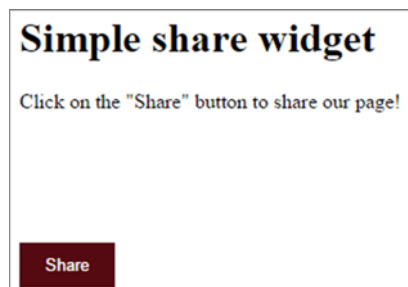 Simple share widget
Click on the "Share" button to share our page!
Share